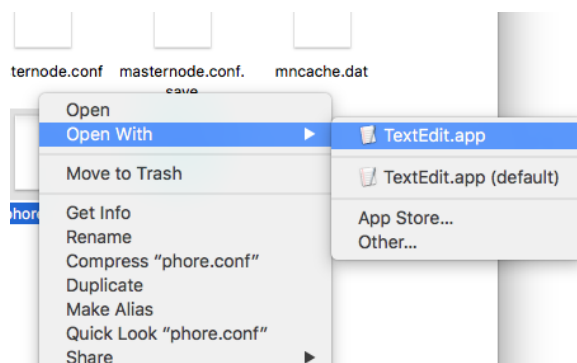 ternode.conf masternode.conf. mncache.dat
save
Open
Open With
TextEdit.app
Move to Trash
TextEdit.app (default)
Get Info
App Store...
Rename
Other...
Compress “phore.conf”
Duplicate
Make Alias
Quick Look “phore.conf”
Share